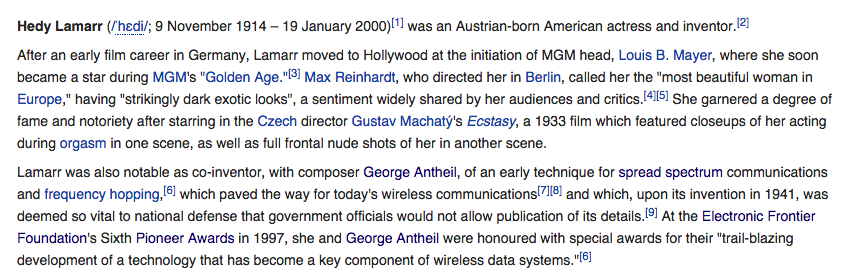 Hedy Lamarr (/ˈhɛdi/; 9 November 1914 – 19 January 2000)[1] was an Austrian-born American actress and inventor.[2]
After an early film career in Germany, Lamarr moved to Hollywood at the initiation of MGM head, Louis B. Mayer, where she soon
became a star during MGM's "Golden Age."[3] Max Reinhardt, who directed her in Berlin, called her the "most beautiful woman in
Europe," having "strikingly dark exotic looks", a sentiment widely shared by her audiences and critics.[4][5] She garnered a degree of
fame and notoriety after starring in the Czech director Gustav Machatý's Ecstasy, a 1933 film which featured closeups of her acting
during orgasm in one scene, as well as full frontal nude shots of her in another scene.
Lamarr was also notable as co-inventor, with composer George Antheil, of an early technique for spread spectrum communications
and frequency hopping,[6] which paved the way for today's wireless communications[7][8] and which, upon its invention in 1941, was
deemed so vital to national defense that government officials would not allow publication of its details.[9] At the Electronic Frontier
Foundation's Sixth Pioneer Awards in 1997, she and George Antheil were honoured with special awards for their "trail-blazing
development of a technology that has become a key component of wireless data systems."[6]